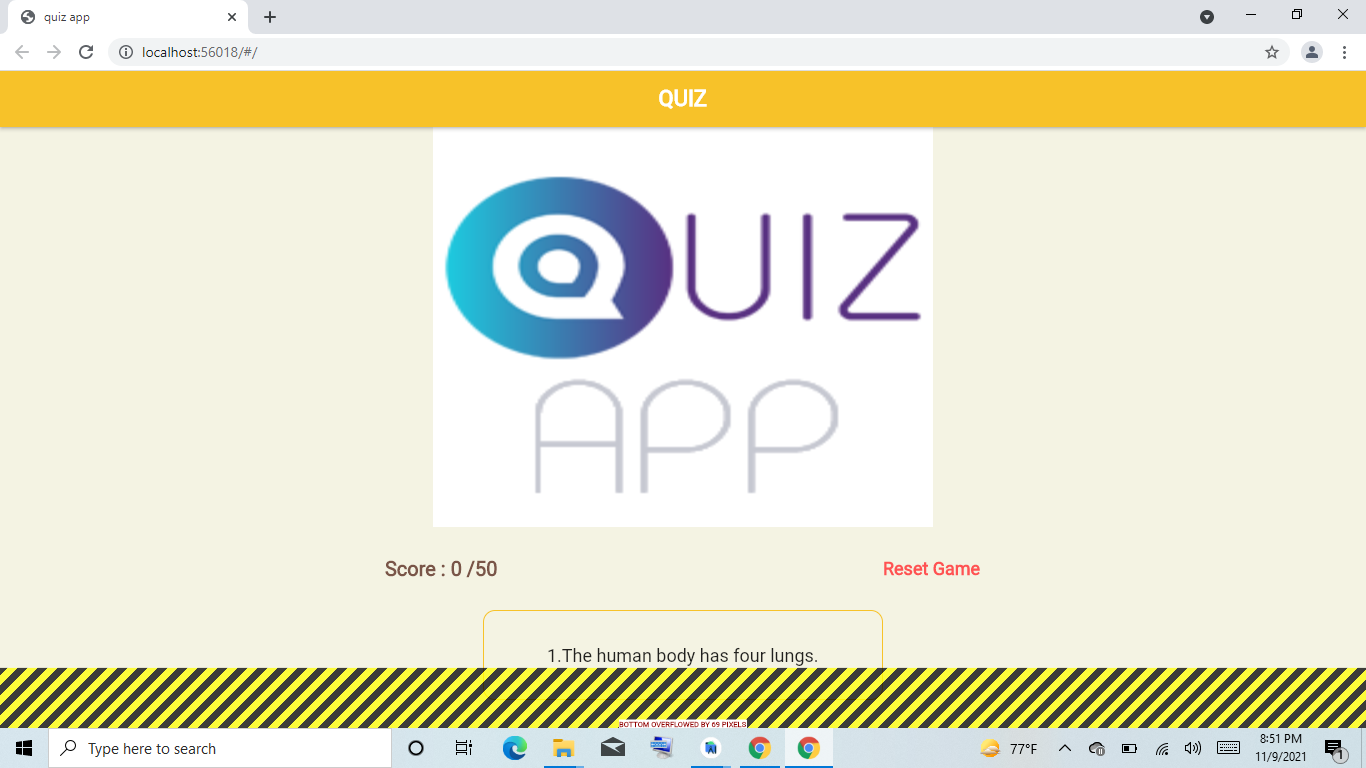 quiz app
localhost:56018/#/
QUIZ
QUIZ
APP
Score : 0 /50
Reset Game
1.The human body has four lungs.
BOTTOM OVERFLOWED BY 69 PIXELS
Type here to search
77°F
8:51 PM
11/9/2021
1